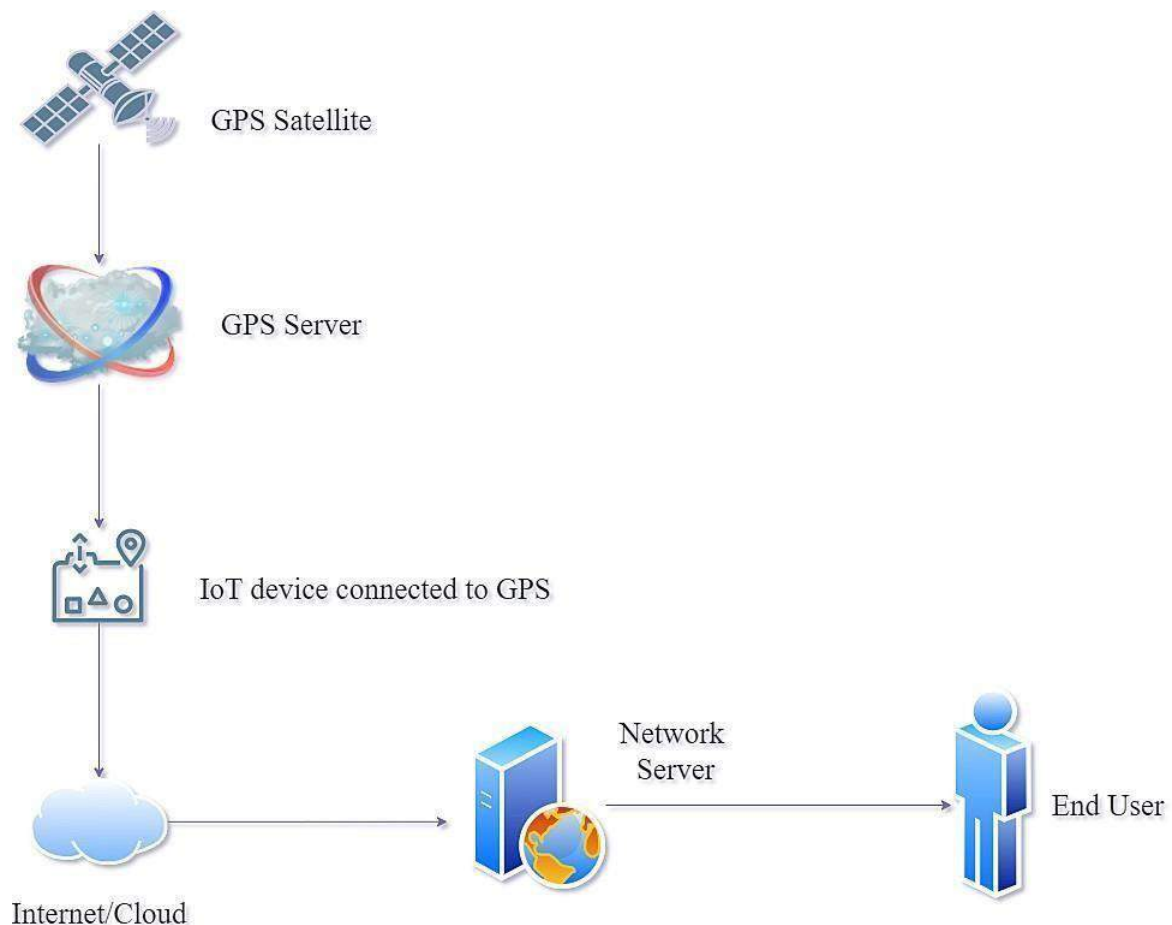 GPS Satellite
GPS Server
IoT device connected to GPS
Network
Server
End User
Internet/Cloud